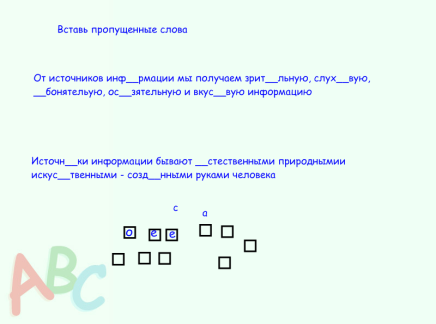 Вставь пропущенные слова
От источников инф__рмации мы получаем зрит__льную, слух__вую,
__бонятельую, ос__зятельную и вкус__вую информацию
Источн__ки информации бывают __стественными природнымии
искус__твенными - созд__нными руками человека
с
а
о е е
ABC